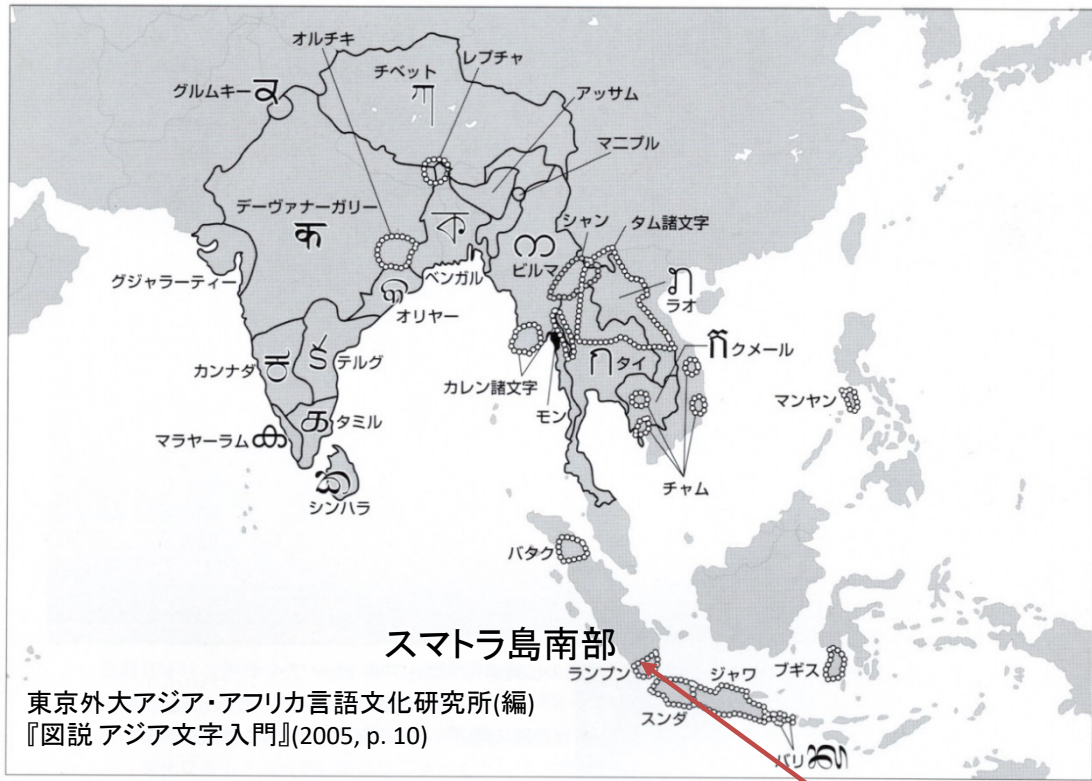 オルチキ
レプチャ
チベット
ཀ
グルムキー
ਕ
アッサム
マニプル
デーヴァナーガリー
क
シャン
タム諸文字
ক
က
ビルマ
グジャラーティー
ベンガル
ລ
ラオ
オリヤー
カンナダ
ಕ
テルグ
క
カレン諸文字
ก
タイ
ក
クメール
マンヤン
タミル
க
モン
マラヤーラム
ക
シンハラ
ක
チャム
バタク
スマトラ島南部
ランプン
ジャワ
ブギス
スンダ
東京外大アジア・アフリカ言語文化研究所(編)
『図説 アジア文字入門』(2005, p. 10)
バリ